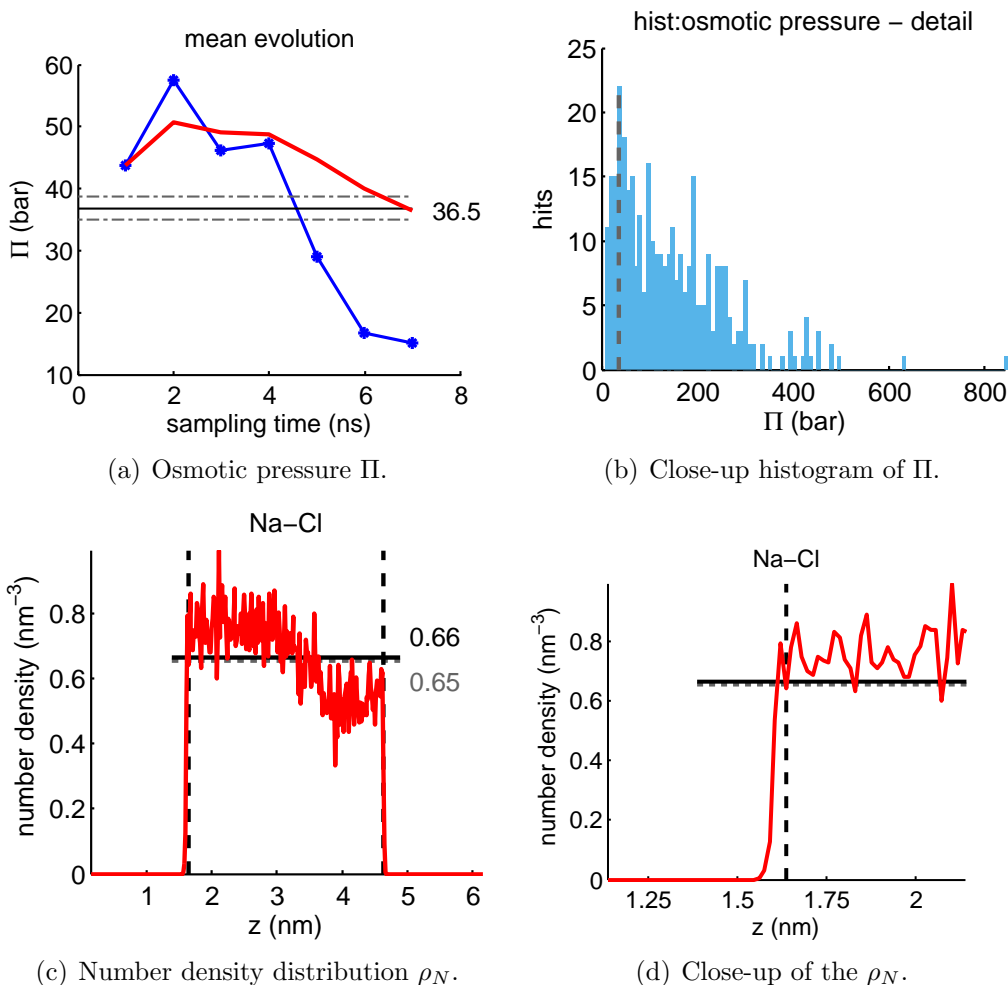 mean evolution
60
50
40
30
20
10
Π (bar)
36.5
0
2
4
6
8
sampling time (ns)
(a) Osmotic pressure Π.
hist:osmotic pressure − detail
25
20
15
10
5
0
hits
0
200
400
600
800
Π (bar)
(b) Close-up histogram of Π.
Na−Cl
0.8
0.6
0.4
0.2
0
number density (nm⁻³)
0.66
0.65
1
2
3
4
5
6
z (nm)
(c) Number density distribution ρ_N.
Na−Cl
0.8
0.6
0.4
0.2
0
number density (nm⁻³)
1.25
1.5
1.75
2
z (nm)
(d) Close-up of the ρ_N.